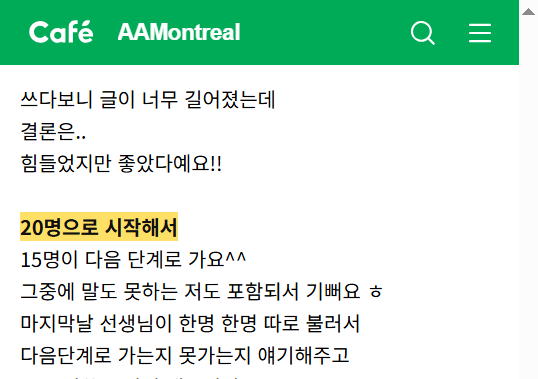 Café AAMontreal
쓰다보니 글이 너무 길어졌는데
결론은..
힘들었지만 좋았다예요!!
20명으로 시작해서
15명이 다음 단계로 가요^^
그중에 말도 못하는 저도 포함되서 기뻐요 ㅎ
마지막날 선생님이 한명 한명 따로 불러서
다음단계로 가는지 못가는지 얘기해주고